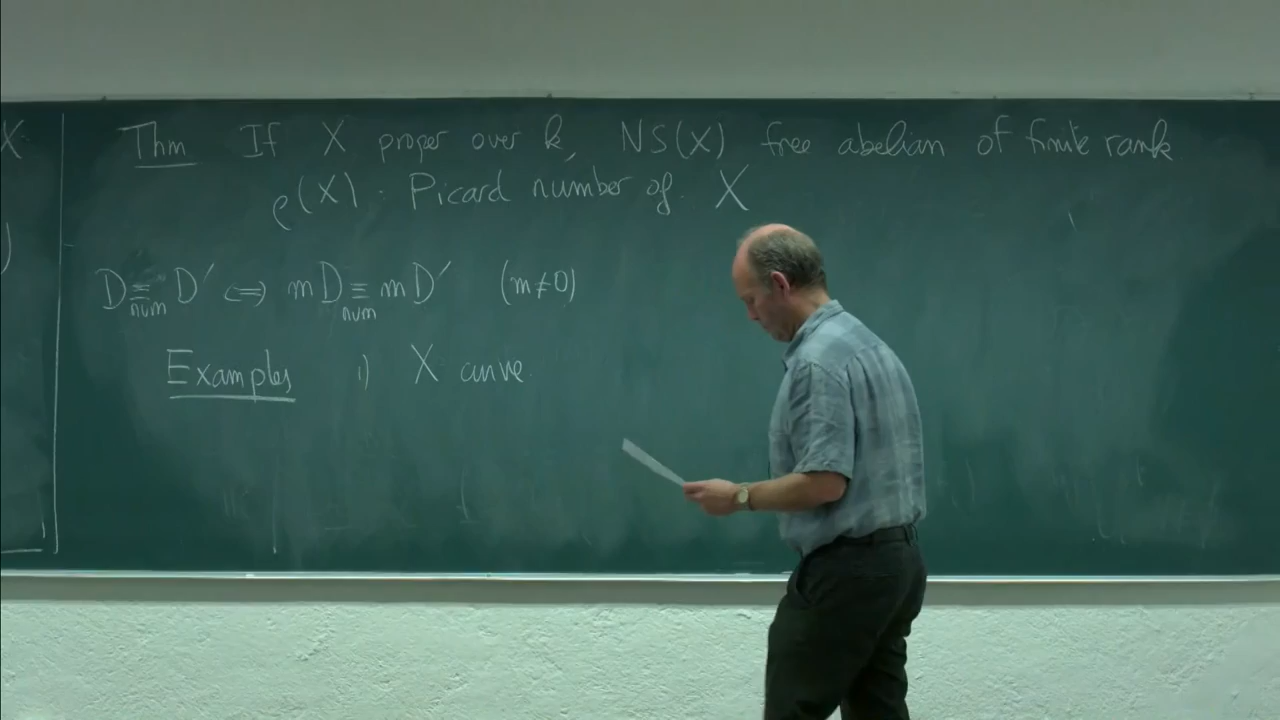 X
Thm If X proper over k, NS(X) free abelian of finite rank
ρ(X) : Picard number of X
)
D ≡num D′ ⇔ mD ≡num mD′ (m≠0)
Examples 1) X curve.